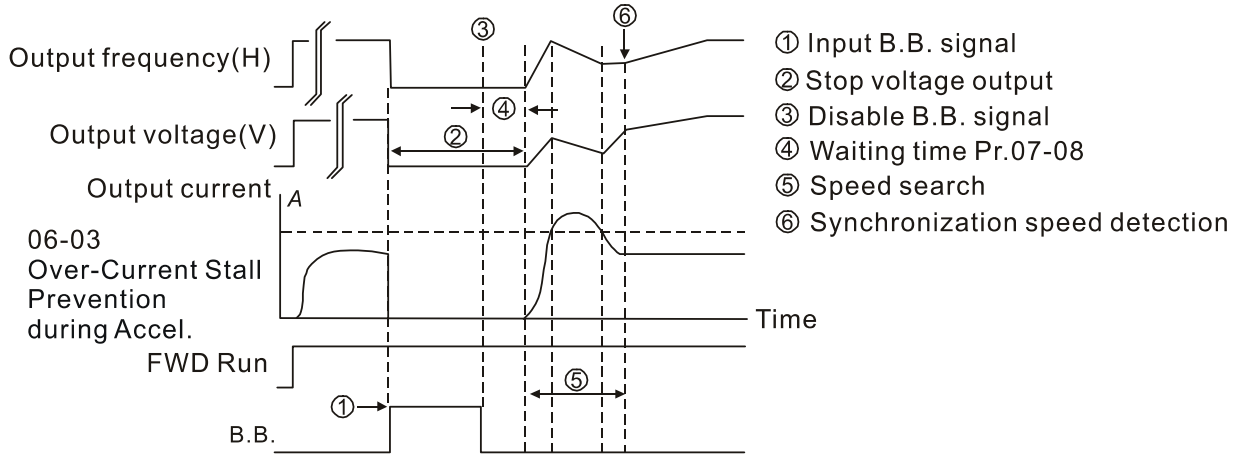 Output frequency(H)
Output voltage(V)
Output current
A
06-03
Over-Current Stall
Prevention
during Accel.
FWD Run
B.B.
Time
③
⑥
④
②
⑤
①
① Input B.B. signal
② Stop voltage output
③ Disable B.B. signal
④ Waiting time Pr.07-08
⑤ Speed search
⑥ Synchronization speed detection